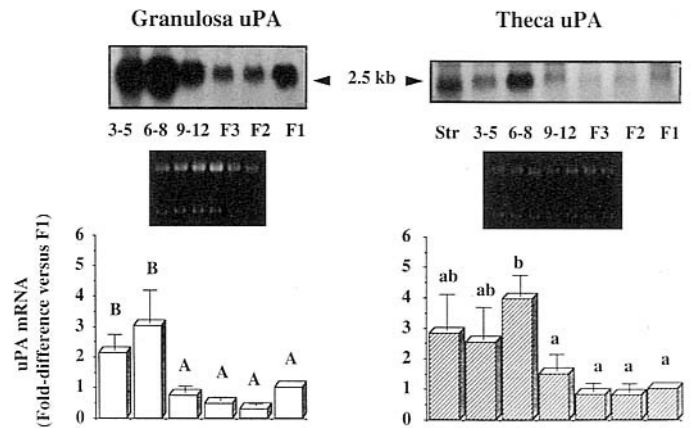 Granulosa uPA
Theca uPA
2.5 kb
3-5 6-8 9-12 F3 F2 F1
Str 3-5 6-8 9-12 F3 F2 F1
uPA mRNA
(Fold-difference versus F1)
6
5
4
3
2
1
0
B B A A A A
6
5
4
3
2
1
0
ab ab b a a a a